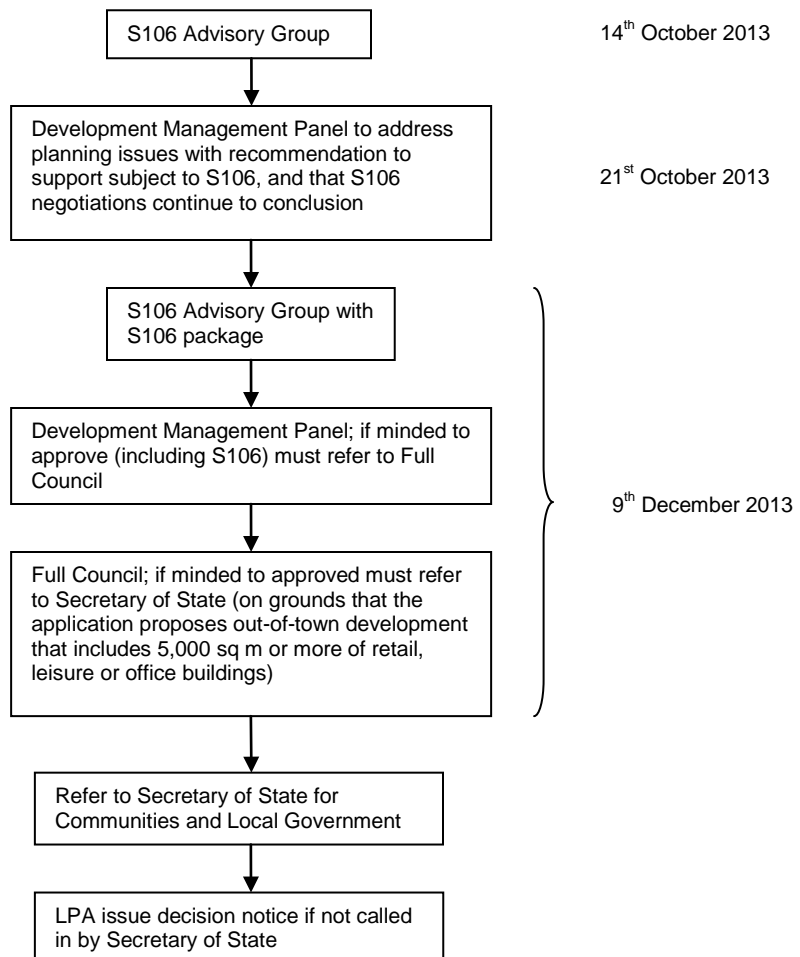 S106 Advisory Group
14th October 2013
Development Management Panel to address
planning issues with recommendation to
support subject to S106, and that S106
negotiations continue to conclusion
21st October 2013
S106 Advisory Group with
S106 package
Development Management Panel; if minded to
approve (including S106) must refer to Full
Council
9th December 2013
Full Council; if minded to approved must refer
to Secretary of State (on grounds that the
application proposes out-of-town development
that includes 5,000 sq m or more of retail,
leisure or office buildings)
Refer to Secretary of State for
Communities and Local Government
LPA issue decision notice if not called
in by Secretary of State